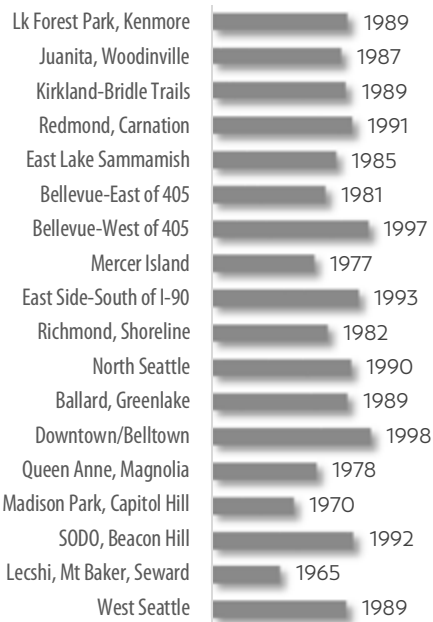 Lk Forest Park, Kenmore 1989
Juanita, Woodinville 1987
Kirkland-Bridle Trails 1989
Redmond, Carnation 1991
East Lake Sammamish 1985
Bellevue-East of 405 1981
Bellevue-West of 405 1997
Mercer Island 1977
East Side-South of I-90 1993
Richmond, Shoreline 1982
North Seattle 1990
Ballard, Greenlake 1989
Downtown/Belltown 1998
Queen Anne, Magnolia 1978
Madison Park, Capitol Hill 1970
SODO, Beacon Hill 1992
Lecshi, Mt Baker, Seward 1965
West Seattle 1989